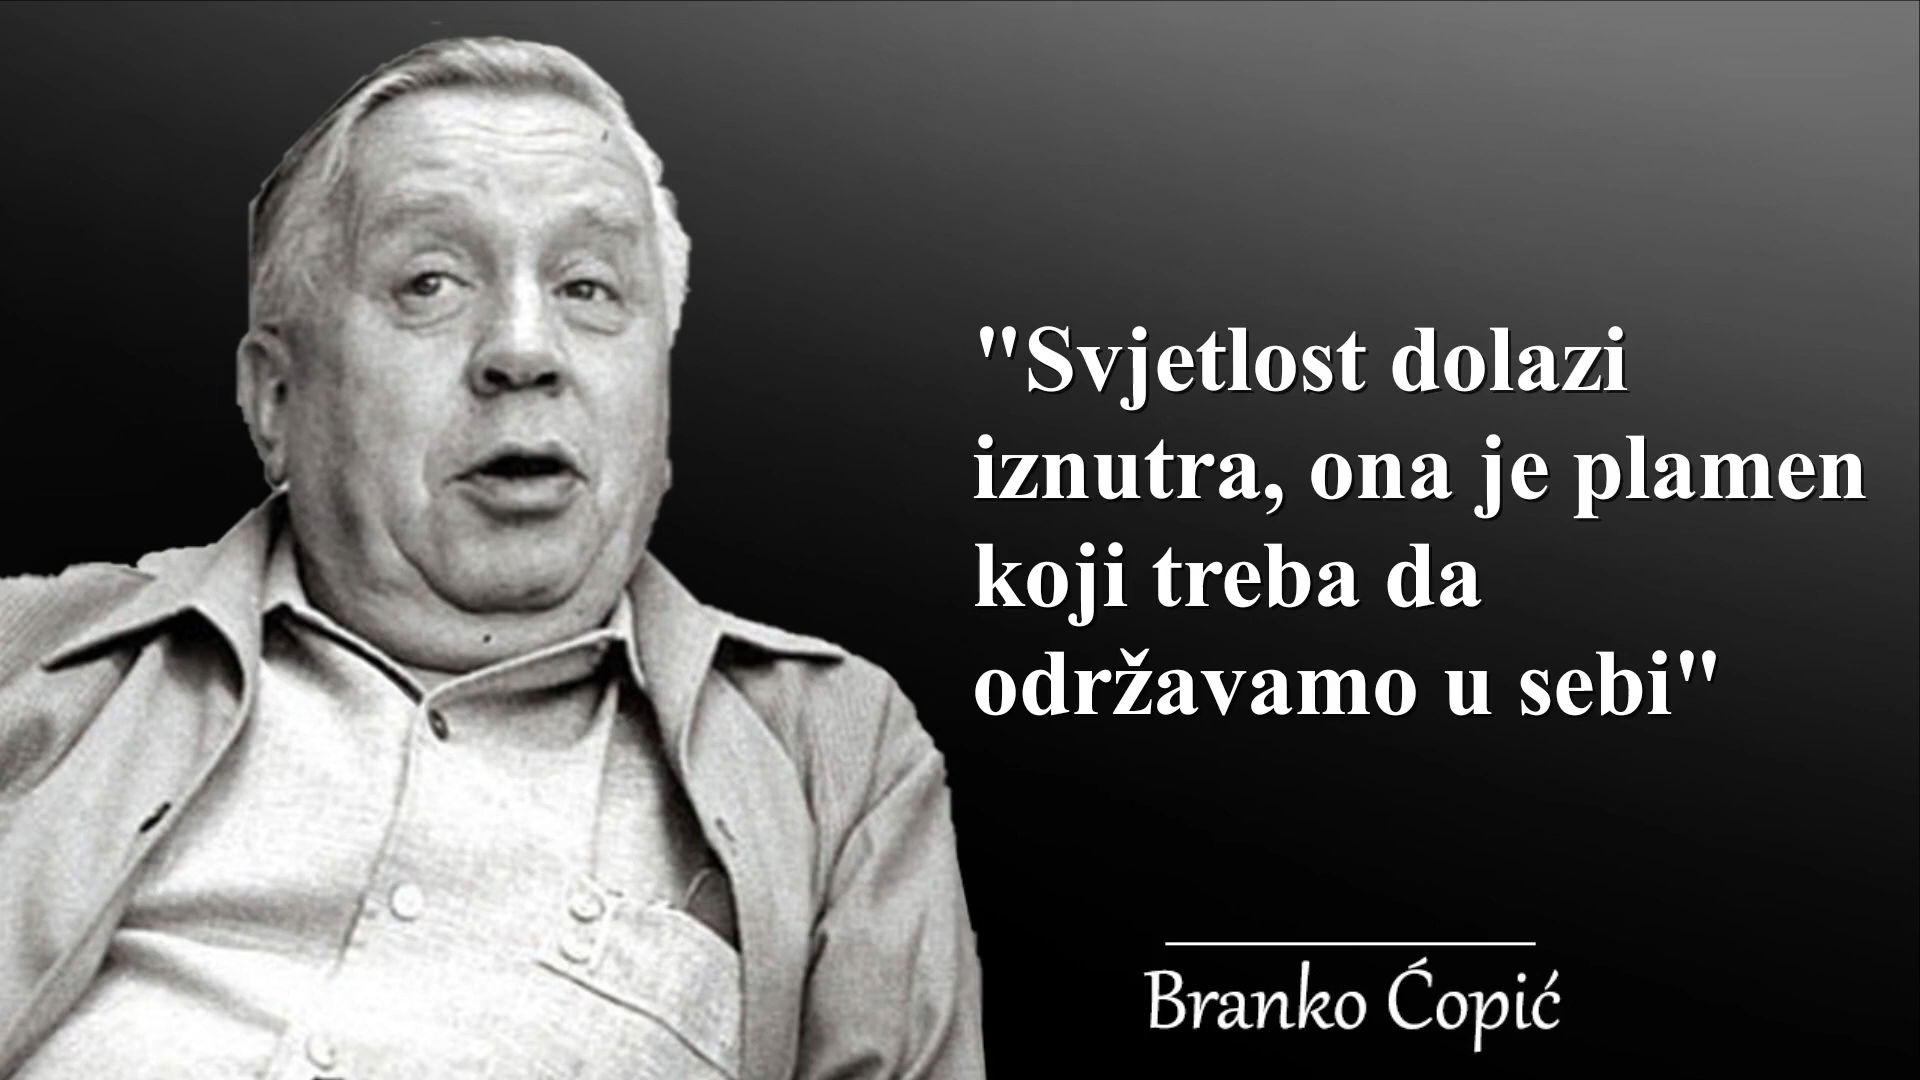 "Svjetlost dolazi
iznutra, ona je plamen
koji treba da
održavamo u sebi"
Branko Ćopić